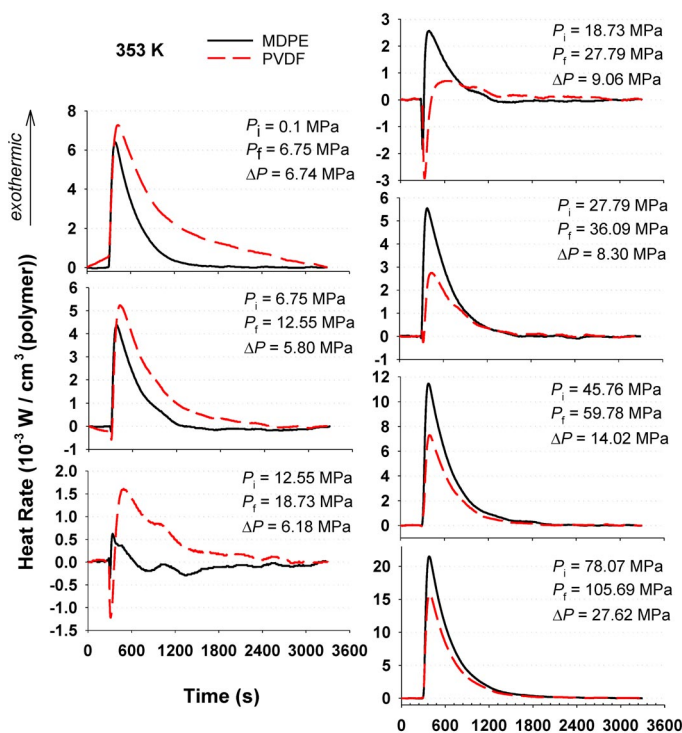 353 K
MDPE
PVDF
exothermic
Heat Rate (10⁻³ W / cm³ (polymer))
8
6
4
2
0
Pi = 0.1 MPa
Pf = 6.75 MPa
ΔP = 6.74 MPa
6
5
4
3
2
1
0
-1
Pi = 6.75 MPa
Pf = 12.55 MPa
ΔP = 5.80 MPa
2.0
1.5
1.0
0.5
0.0
-0.5
-1.0
-1.5
Pi = 12.55 MPa
Pf = 18.73 MPa
ΔP = 6.18 MPa
0 600 1200 1800 2400 3000 3600
Time (s)
3
2
1
0
-1
-2
-3
Pi = 18.73 MPa
Pf = 27.79 MPa
ΔP = 9.06 MPa
6
5
4
3
2
1
0
-1
Pi = 27.79 MPa
Pf = 36.09 MPa
ΔP = 8.30 MPa
12
10
8
6
4
2
0
Pi = 45.76 MPa
Pf = 59.78 MPa
ΔP = 14.02 MPa
20
15
10
5
0
Pi = 78.07 MPa
Pf = 105.69 MPa
ΔP = 27.62 MPa
0 600 1200 1800 2400 3000 3600